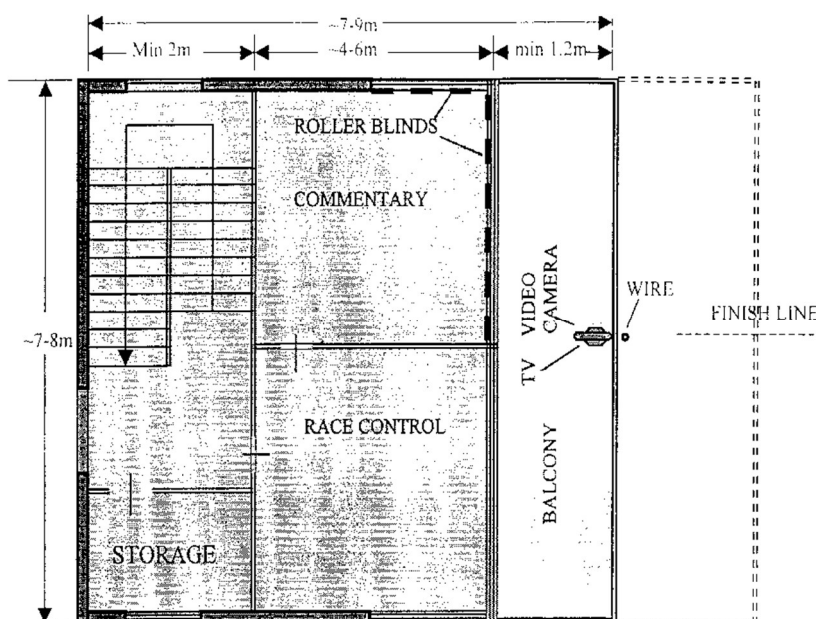 ~7-9m
Min 2m
~4-6m
min 1.2m
ROLLER BLINDS
COMMENTARY
TV VIDEO
CAMERA
WIRE
FINISH LINE
~7-8m
RACE CONTROL
BALCONY
STORAGE